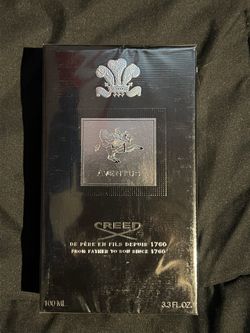 AVENTUS
CREED
DE PÈRE EN FILS DEPUIS 1760
FROM FATHER TO SON SINCE 1760
100 ML
3.3 FL.OZ.